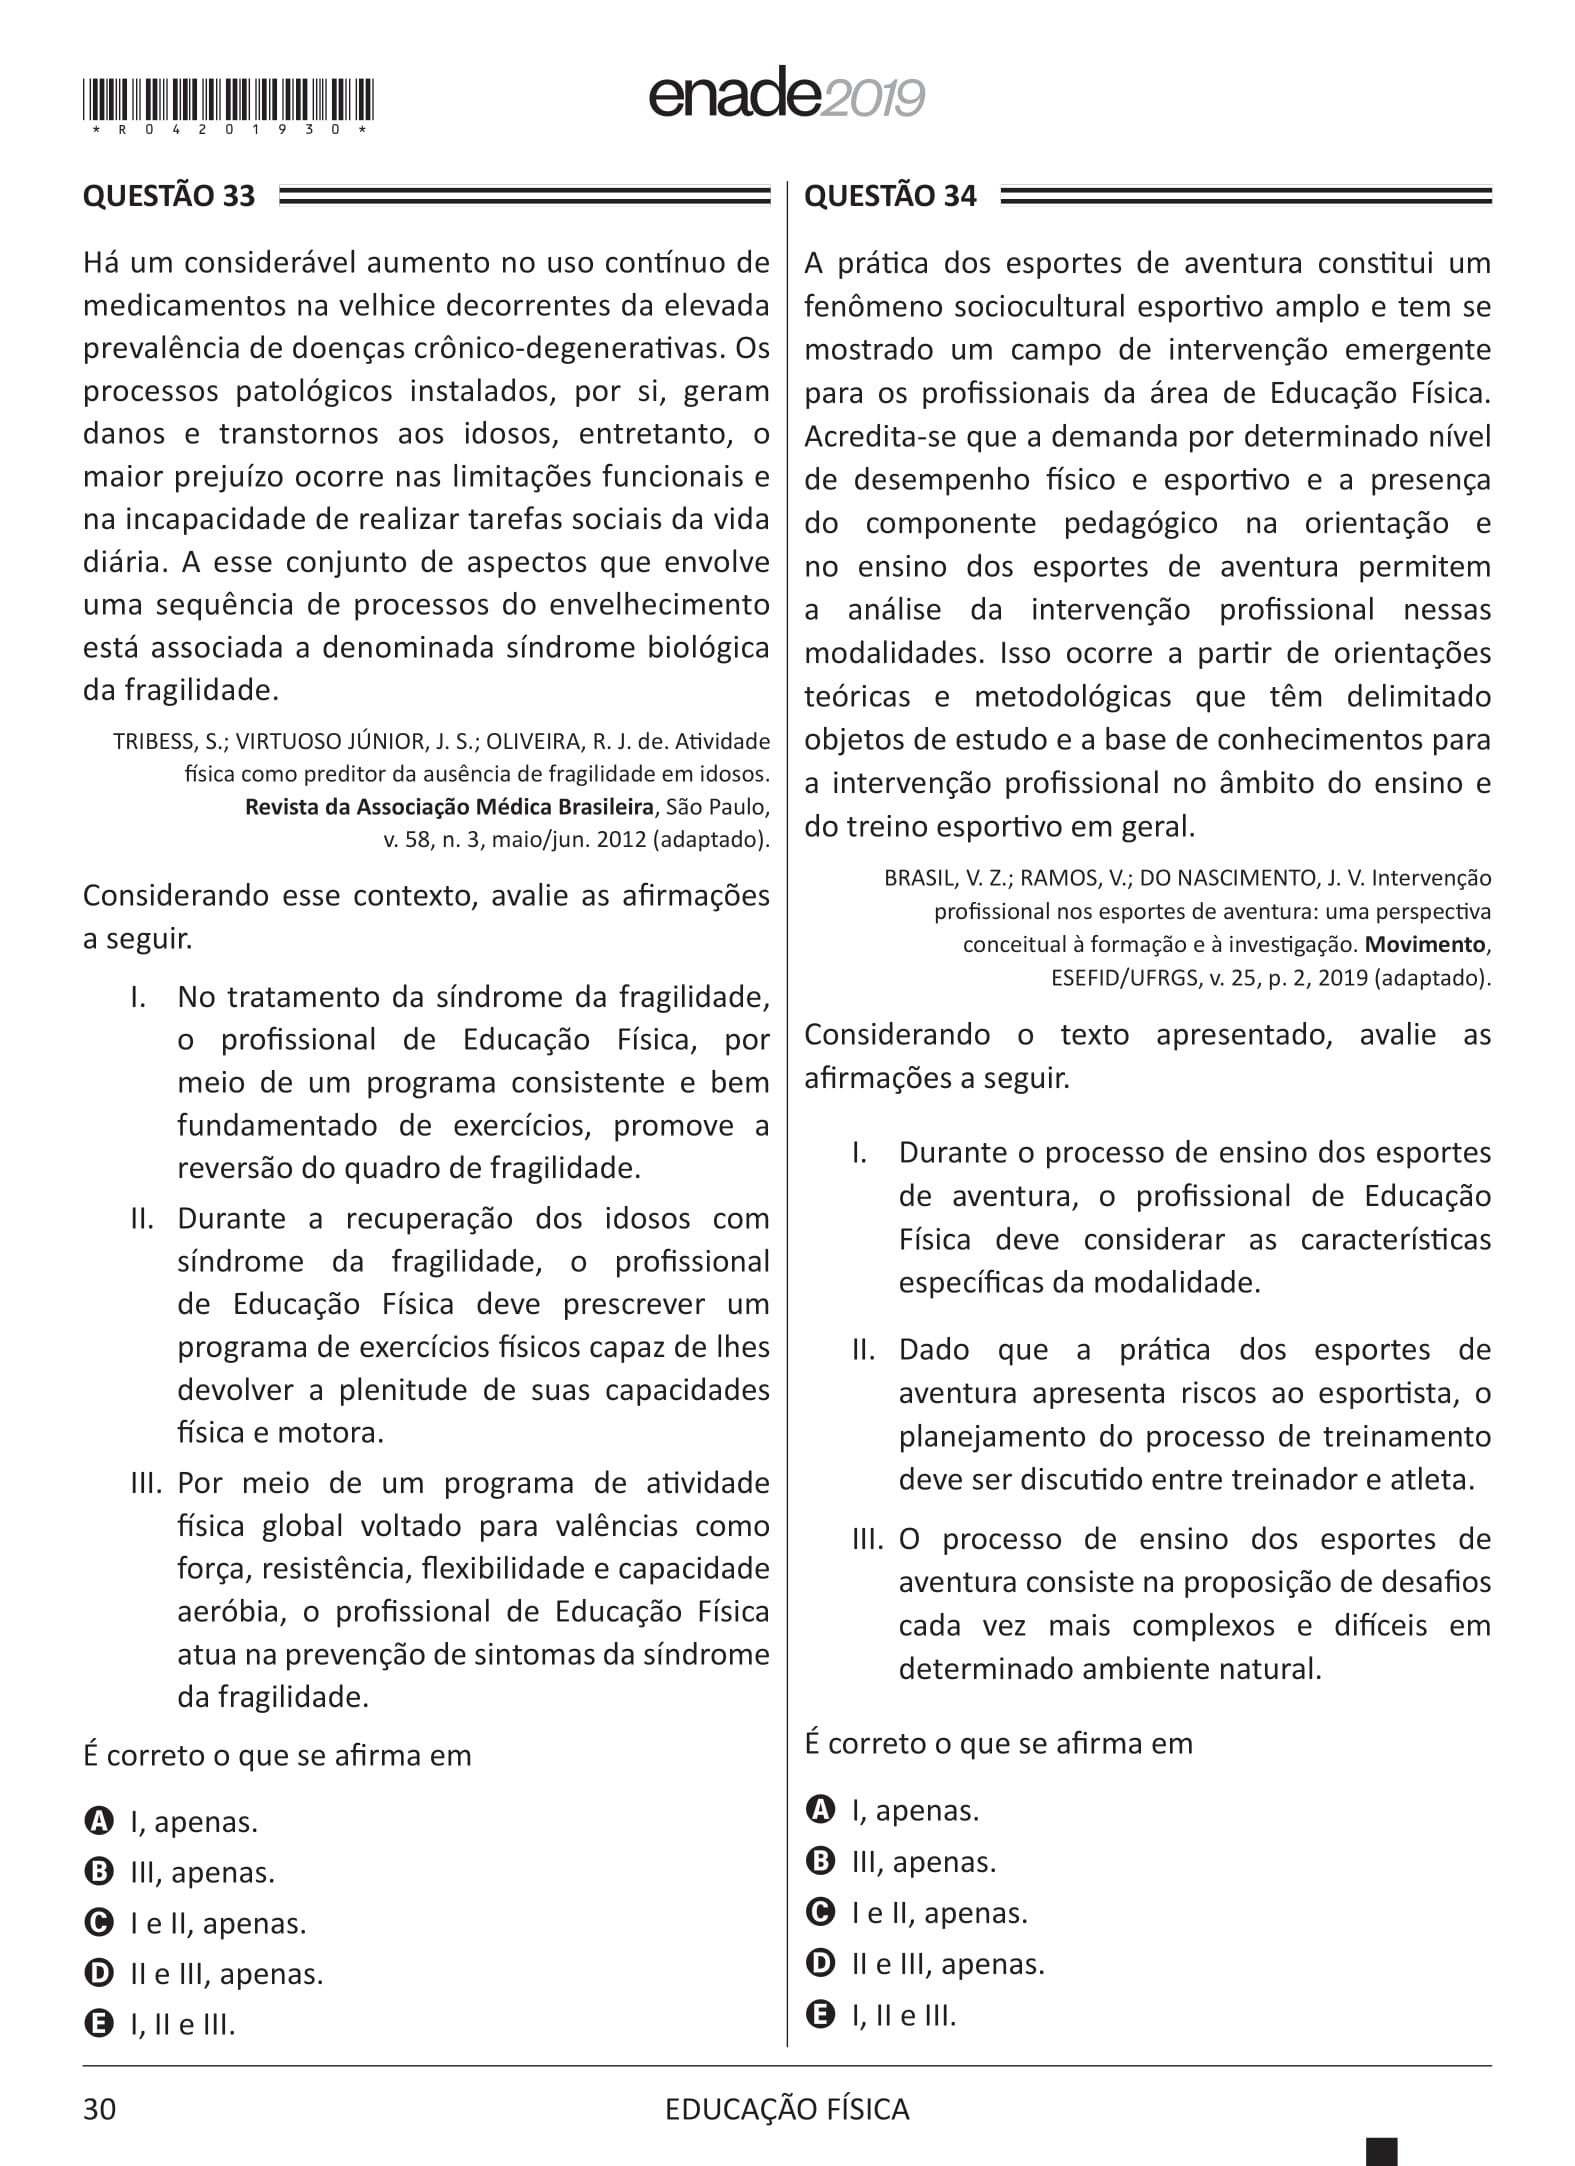 *R04201930*
enade2019
QUESTÃO 33
Há um considerável aumento no uso contínuo de
medicamentos na velhice decorrentes da elevada
prevalência de doenças crônico-degenerativas. Os
processos patológicos instalados, por si, geram
danos e transtornos aos idosos, entretanto, o
maior prejuízo ocorre nas limitações funcionais e
na incapacidade de realizar tarefas sociais da vida
diária. A esse conjunto de aspectos que envolve
uma sequência de processos do envelhecimento
está associada a denominada síndrome biológica
da fragilidade.
TRIBESS, S.; VIRTUOSO JÚNIOR, J. S.; OLIVEIRA, R. J. de. Atividade
física como preditor da ausência de fragilidade em idosos.
Revista da Associação Médica Brasileira, São Paulo,
v. 58, n. 3, maio/jun. 2012 (adaptado).
Considerando esse contexto, avalie as afirmações
a seguir.
I. No tratamento da síndrome da fragilidade,
o profissional de Educação Física, por
meio de um programa consistente e bem
fundamentado de exercícios, promove a
reversão do quadro de fragilidade.
II. Durante a recuperação dos idosos com
síndrome da fragilidade, o profissional
de Educação Física deve prescrever um
programa de exercícios físicos capaz de lhes
devolver a plenitude de suas capacidades
física e motora.
III. Por meio de um programa de atividade
física global voltado para valências como
força, resistência, flexibilidade e capacidade
aeróbia, o profissional de Educação Física
atua na prevenção de sintomas da síndrome
da fragilidade.
É correto o que se afirma em
A I, apenas.
B III, apenas.
C I e II, apenas.
D II e III, apenas.
E I, II e III.
QUESTÃO 34
A prática dos esportes de aventura constitui um
fenômeno sociocultural esportivo amplo e tem se
mostrado um campo de intervenção emergente
para os profissionais da área de Educação Física.
Acredita-se que a demanda por determinado nível
de desempenho físico e esportivo e a presença
do componente pedagógico na orientação e
no ensino dos esportes de aventura permitem
a análise da intervenção profissional nessas
modalidades. Isso ocorre a partir de orientações
teóricas e metodológicas que têm delimitado
objetos de estudo e a base de conhecimentos para
a intervenção profissional no âmbito do ensino e
do treino esportivo em geral.
BRASIL, V. Z.; RAMOS, V.; DO NASCIMENTO, J. V. Intervenção
profissional nos esportes de aventura: uma perspectiva
conceitual à formação e à investigação. Movimento,
ESEFID/UFRGS, v. 25, p. 2, 2019 (adaptado).
Considerando o texto apresentado, avalie as
afirmações a seguir.
I. Durante o processo de ensino dos esportes
de aventura, o profissional de Educação
Física deve considerar as características
específicas da modalidade.
II. Dado que a prática dos esportes de
aventura apresenta riscos ao esportista, o
planejamento do processo de treinamento
deve ser discutido entre treinador e atleta.
III. O processo de ensino dos esportes de
aventura consiste na proposição de desafios
cada vez mais complexos e difíceis em
determinado ambiente natural.
É correto o que se afirma em
A I, apenas.
B III, apenas.
C I e II, apenas.
D II e III, apenas.
E I, II e III.
30
EDUCAÇÃO FÍSICA